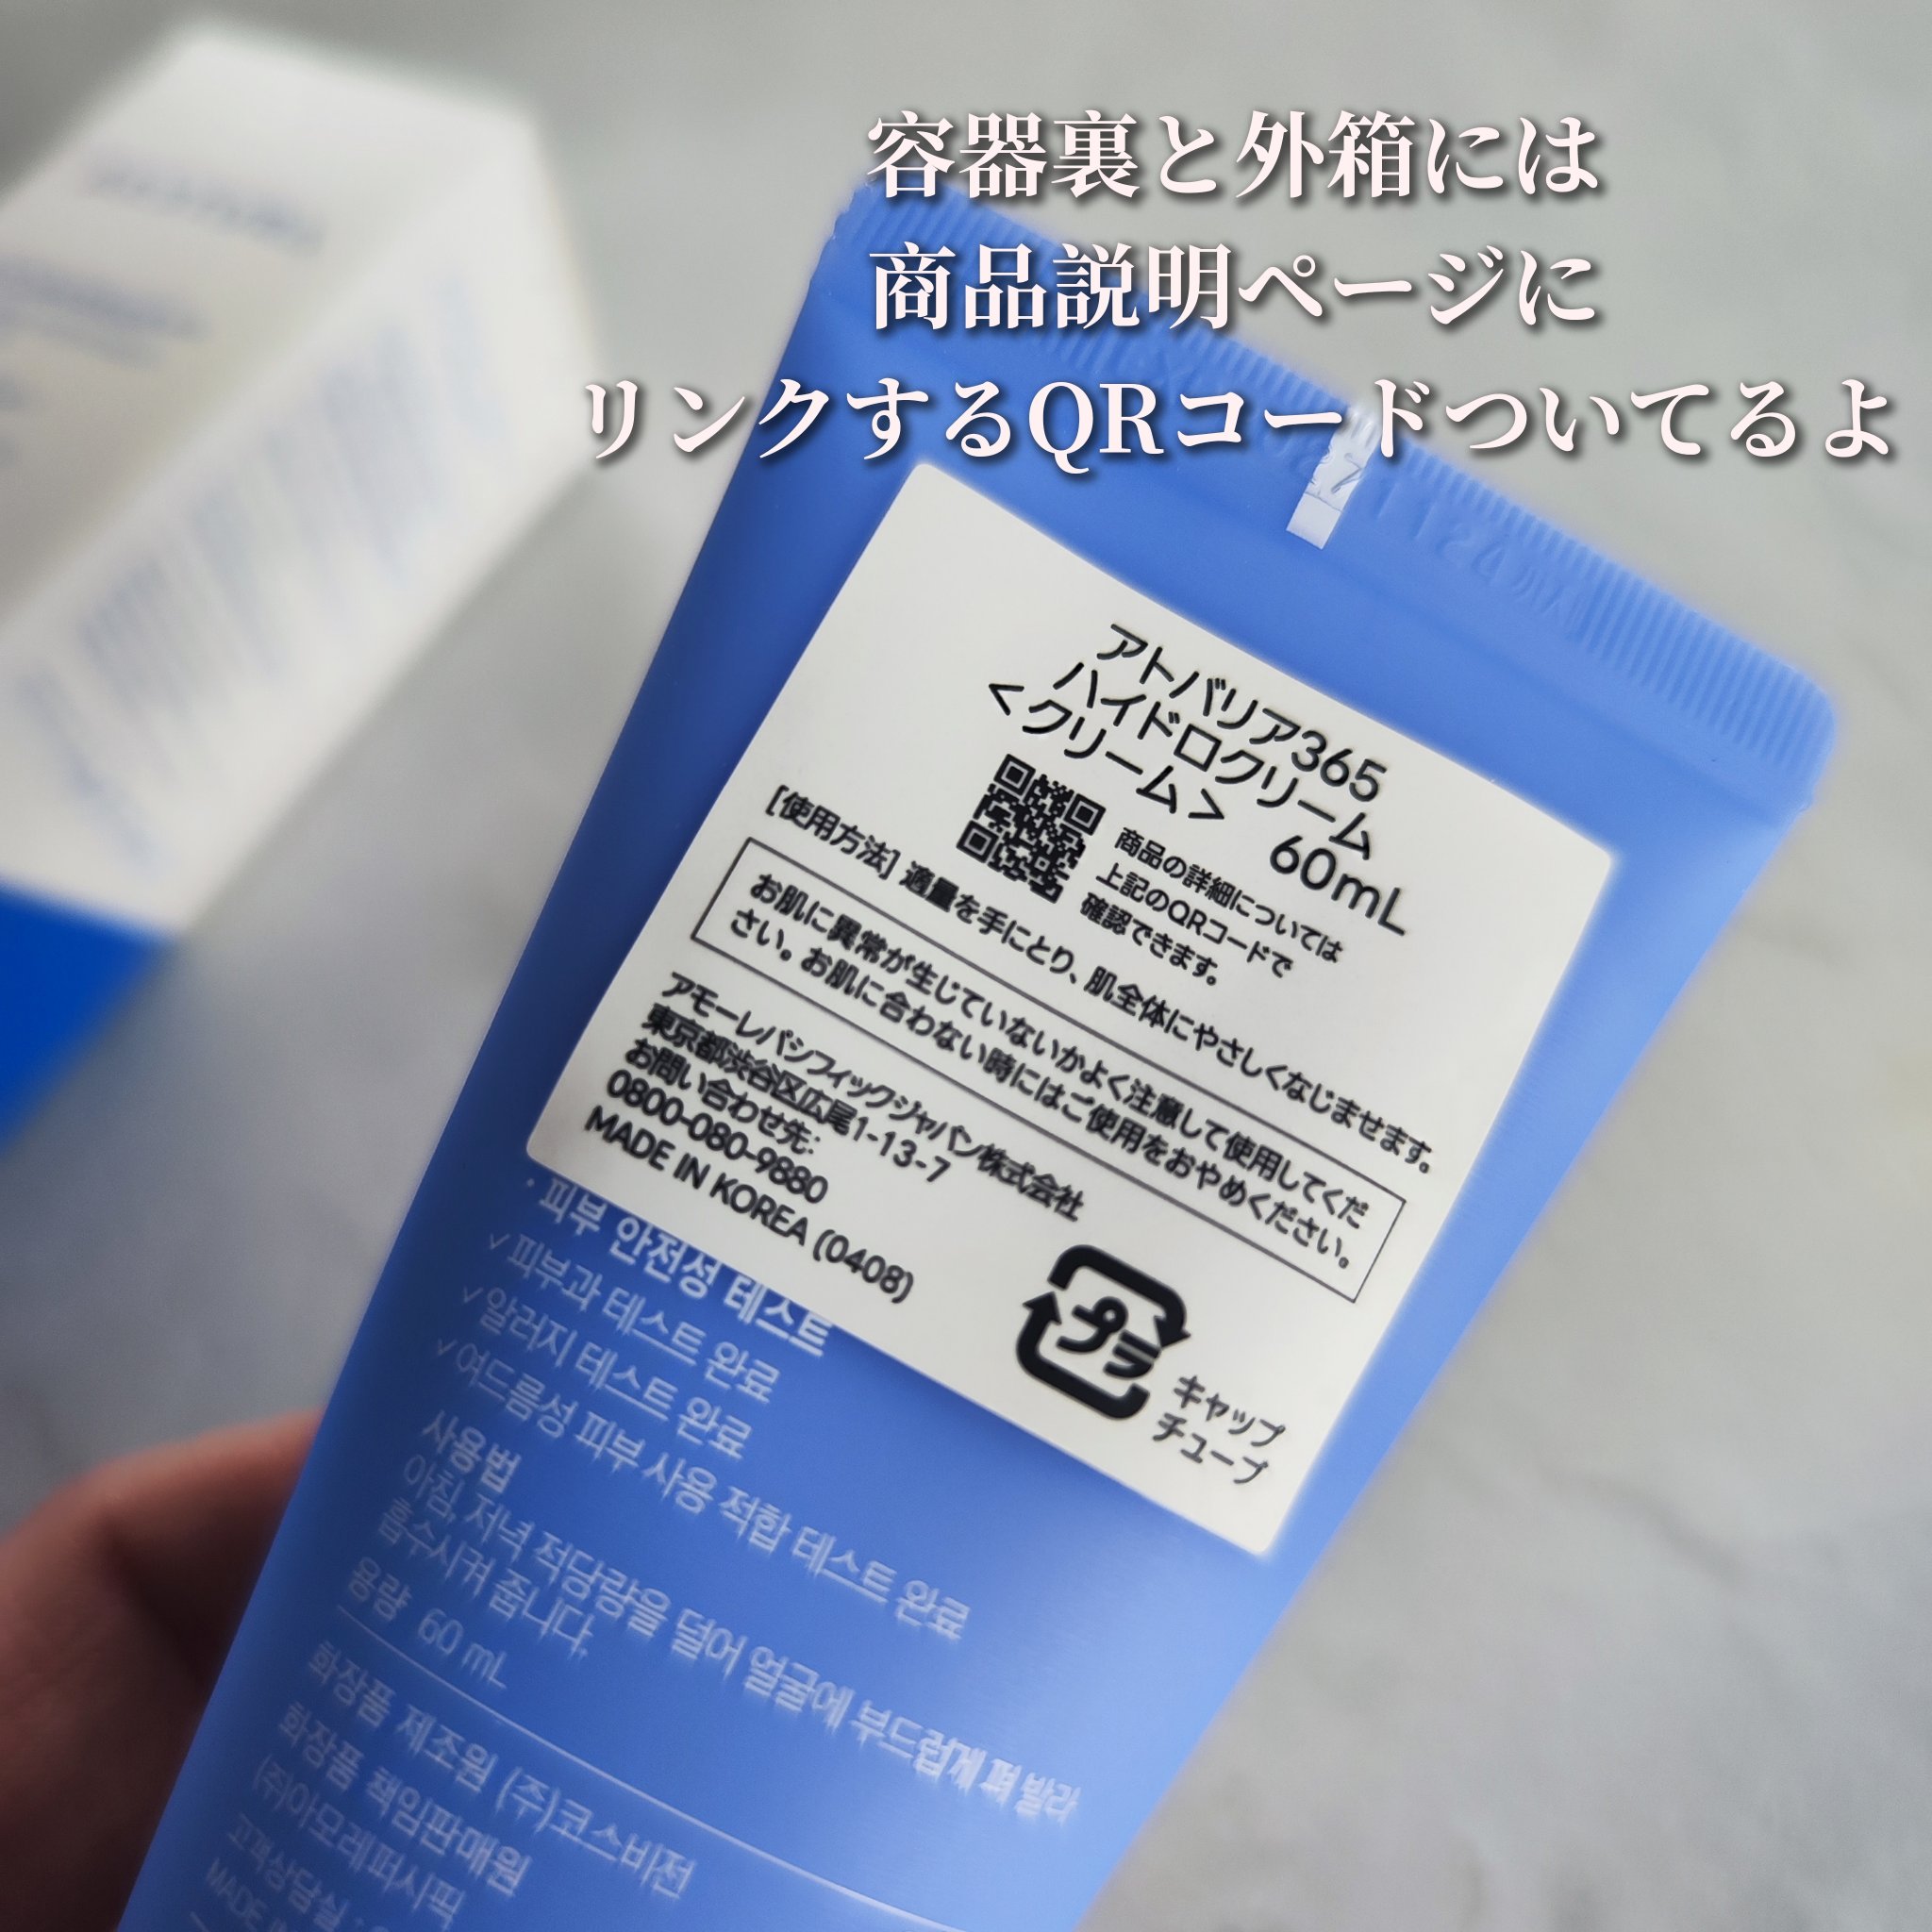 容器裏と外箱には
商品説明ページに
リンクするQRコードついてるよ
アトバリア365
ハイドロクリーム
<クリーム> 60mL
商品の詳細については
上記のQRコードで
確認できます。
[使用方法] 適量を手にとり、肌全体にやさしくなじませます。
お肌に異常が生じていないかよく注意して使用してくだ
さい。お肌に合わない時にはご使用をおやめください。
アモーレパシフィックジャパン株式会社
東京都渋谷区広尾1-13-7
お問い合わせ先:
0800-080-9880
MADE IN KOREA (0408)
プラ
キャップ
チューブ
· 피부 안전성 테스트
✓ 피부과 테스트 완료
✓ 알러지 테스트 완료
✓ 여드름성 피부 사용 적합 테스트 완료
사용법
아침, 저녁 적당량을 덜어 얼굴에 부드럽게 펴 발라
흡수시켜 줍니다.
용량 60 mL
화장품 제조원 (주)코스비전
화장품 책임판매원
(주)아모레퍼시픽
고객상담실 :
MADE IN